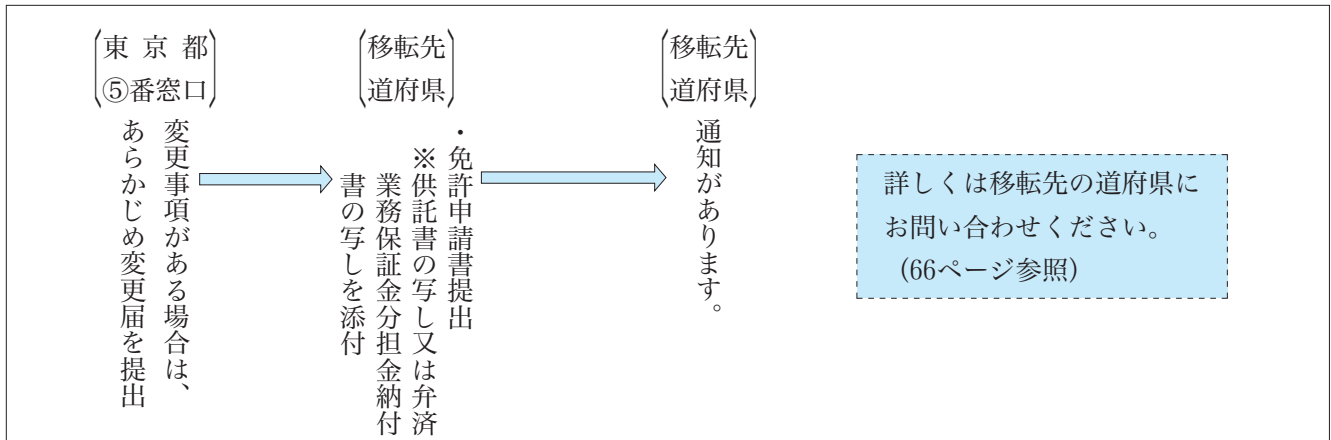 東京都
⑤番窓口
変更事項がある場合は、
あらかじめ変更届を提出
移転先
道府県
・免許申請書提出
※供託書の写し又は弁済
業務保証金分担金納付
書の写しを添付
移転先
道府県
通知があります。
詳しくは移転先の道府県に
お問い合わせください。
（66ページ参照）